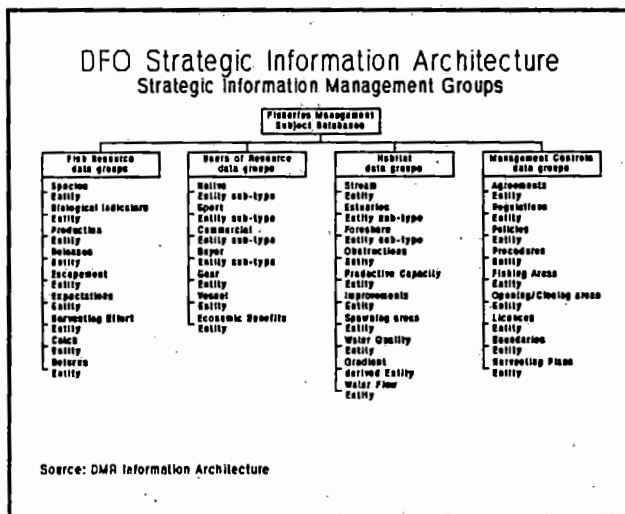 DFO Strategic Information Architecture
Strategic Information Management Groups
Fisheries Management
Subject Databases
Fish Resource
data groups
Species
Entity
Biological Indicators
Entity
Production
Entity
Releases
Entity
Escapement
Entity
Expectations
Entity
Harvesting Effort
Entity
Catch
Entity
Returns
Entity
Users of Resource
data groups
Native
Entity sub-type
Sport
Entity sub-type
Commercial
Entity sub-type
Buyer
Entity sub-type
Gear
Entity
Vessel
Entity
Economic Benefits
Entity
Habitat
data groups
Stream
Entity
Estuaries
Entity sub-type
Foreshore
Entity sub-type
Obstructions
Entity
Productive Capacity
Entity
Improvements
Entity
Spawning areas
Entity
Water Quality
Entity
Gradient
derived Entity
Water Flow
Entity
Management Controls
data groups
Agreements
Entity
Regulations
Entity
Policies
Entity
Procedures
Entity
Fishing Areas
Entity
Opening/Closing areas
Entity
Licences
Entity
Boundaries
Entity
Harvesting Plans
Entity
Source: DMR Information Architecture